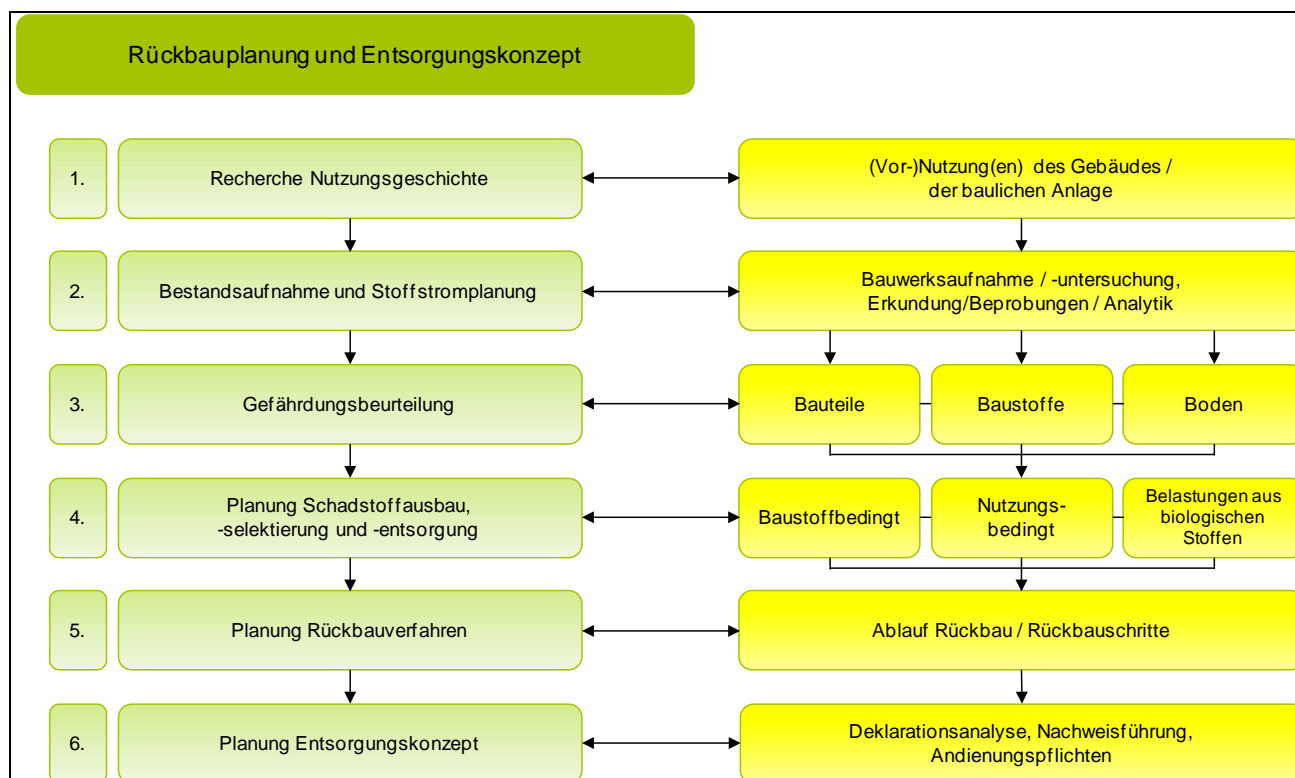 Rückbauplanung und Entsorgungskonzept
1.
Recherche Nutzungsgeschichte
(Vor-)Nutzung(en) des Gebäudes /
der baulichen Anlage
2.
Bestandsaufnahme und Stoffstromplanung
Bauwerksaufnahme / -untersuchung,
Erkundung/Beprobungen / Analytik
3.
Gefährdungsbeurteilung
Bauteile
Baustoffe
Boden
4.
Planung Schadstoffausbau,
-selektierung und -entsorgung
Baustoffbedingt
Nutzungs-
bedingt
Belastungen aus
biologischen
Stoffen
5.
Planung Rückbauverfahren
Ablauf Rückbau / Rückbauschritte
6.
Planung Entsorgungskonzept
Deklarationsanalyse, Nachweisführung,
Andienungspflichten